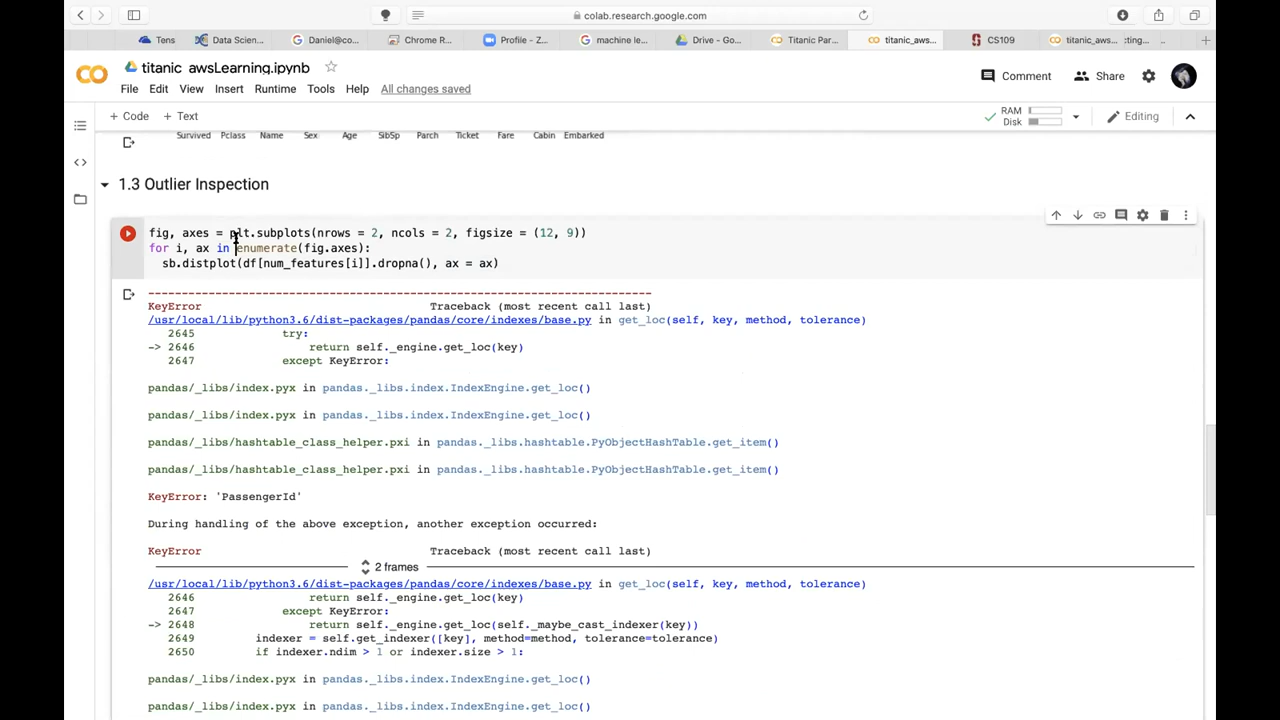 colab.research.google.com
Tens
Data Scien...
Daniel@co...
Chrome R...
Profile - Z...
machine le...
Drive - Go...
Titanic Par...
titanic_aws...
CS109
titanic_aws...
:ting...
titanic_awsLearning.ipynb
Comment
Share
File Edit View Insert Runtime Tools Help All changes saved
+ Code + Text
RAM
Disk
Editing
Survived Pclass Name Sex Age SibSp Parch Ticket Fare Cabin Embarked
1.3 Outlier Inspection
fig, axes = plt.subplots(nrows = 2, ncols = 2, figsize = (12, 9))
for i, ax in enumerate(fig.axes):
sb.distplot(df[num_features[i]].dropna(), ax = ax)
---------------------------------------------------------------------------
KeyError Traceback (most recent call last)
/usr/local/lib/python3.6/dist-packages/pandas/core/indexes/base.py in get_loc(self, key, method, tolerance)
2645 try:
-> 2646 return self._engine.get_loc(key)
2647 except KeyError:
pandas/_libs/index.pyx in pandas._libs.index.IndexEngine.get_loc()
pandas/_libs/index.pyx in pandas._libs.index.IndexEngine.get_loc()
pandas/_libs/hashtable_class_helper.pxi in pandas._libs.hashtable.PyObjectHashTable.get_item()
pandas/_libs/hashtable_class_helper.pxi in pandas._libs.hashtable.PyObjectHashTable.get_item()
KeyError: 'PassengerId'
During handling of the above exception, another exception occurred:
KeyError Traceback (most recent call last)
2 frames
/usr/local/lib/python3.6/dist-packages/pandas/core/indexes/base.py in get_loc(self, key, method, tolerance)
2646 return self._engine.get_loc(key)
2647 except KeyError:
-> 2648 return self._engine.get_loc(self._maybe_cast_indexer(key))
2649 indexer = self.get_indexer([key], method=method, tolerance=tolerance)
2650 if indexer.ndim > 1 or indexer.size > 1:
pandas/_libs/index.pyx in pandas._libs.index.IndexEngine.get_loc()
pandas/_libs/index.pyx in pandas._libs.index.IndexEngine.get_loc()